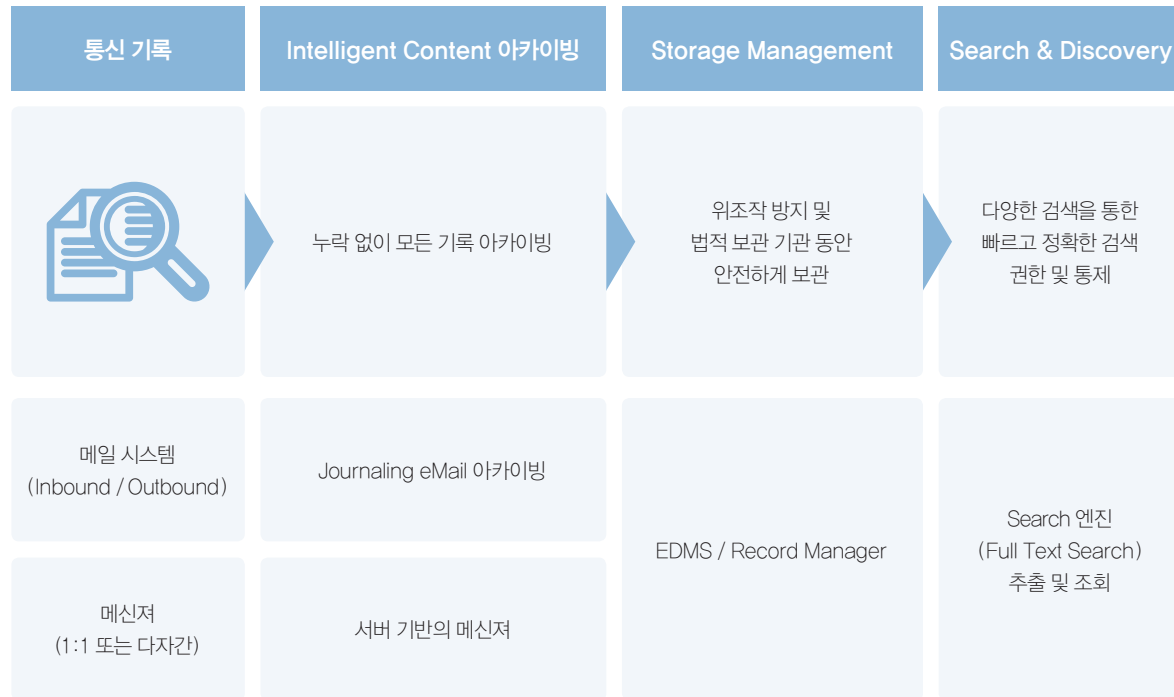 통신 기록
Intelligent Content 아카이빙
Storage Management
Search & Discovery
누락 없이 모든 기록 아카이빙
위조작 방지 및
법적 보관 기관 동안
안전하게 보관
다양한 검색을 통한
빠르고 정확한 검색
권한 및 통제
메일 시스템
(Inbound / Outbound)
Journaling eMail 아카이빙
EDMS / Record Manager
Search 엔진
(Full Text Search)
추출 및 조회
메신져
(1:1 또는 다자간)
서버 기반의 메신져